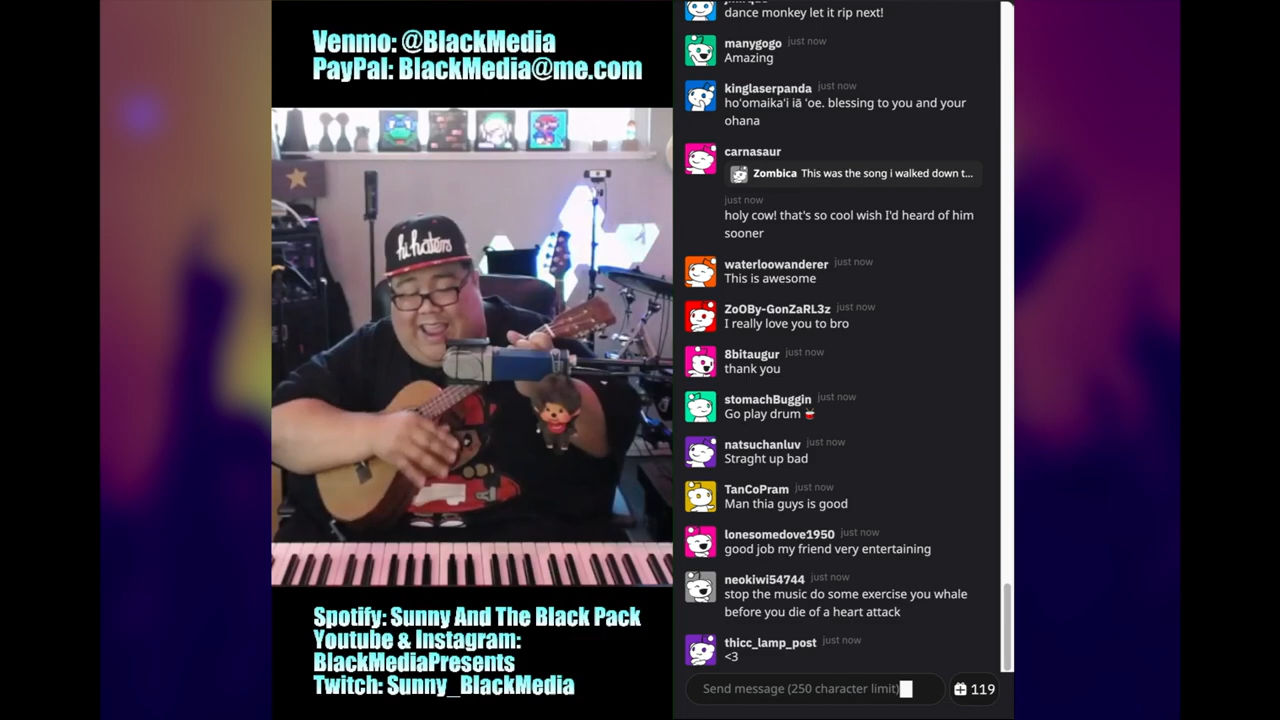 Venmo: @BlackMedia
PayPal: BlackMedia@me.com
hi haters
Spotify: Sunny And The Black Pack
Youtube & Instagram:
BlackMediaPresents
Twitch: Sunny_BlackMedia
dance monkey let it rip next!
manygogo just now
Amazing
kinglaserpanda just now
ho'omaika'i iā 'oe. blessing to you and your
ohana
carnasaur
Zombica This was the song i walked down t...
just now
holy cow! that's so cool wish I'd heard of him
sooner
waterloowanderer just now
This is awesome
ZoOBy-GonZaRL3z just now
I really love you to bro
8bitaugur just now
thank you
stomachBuggin just now
Go play drum 🥁
natsuchanluv just now
Straght up bad
TanCoPram just now
Man thia guys is good
lonesomedove1950 just now
good job my friend very entertaining
neokiwi54744 just now
stop the music do some exercise you whale
before you die of a heart attack
thicc_lamp_post just now
<3
Send message (250 character limit)
119